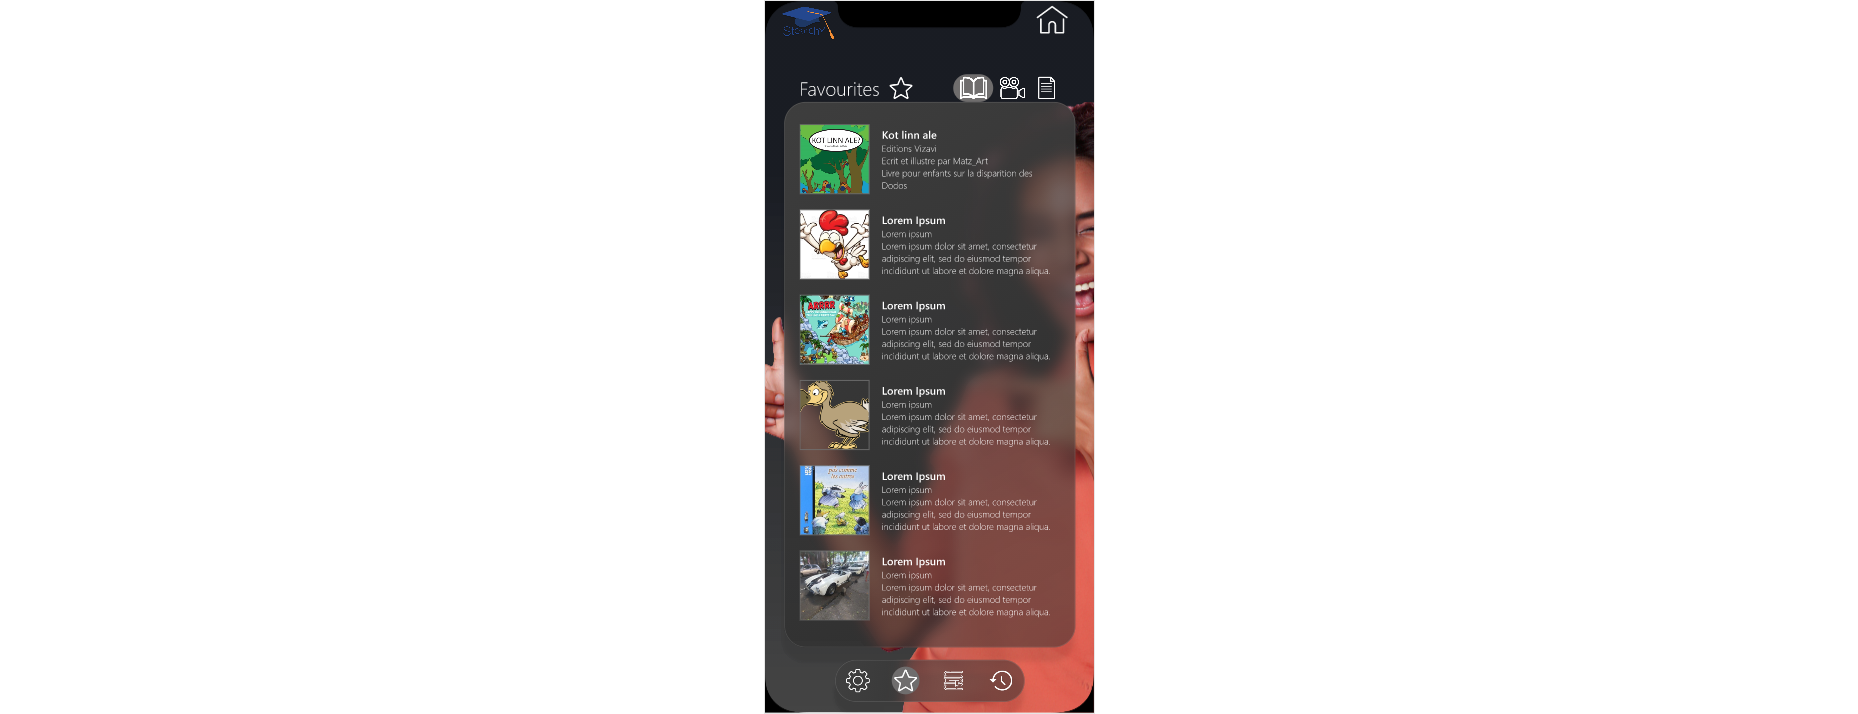 Favourites
KOT LINN ALE?
Kot linn ale
Editions Vizavi
Ecrit et illustre par Matz_Art
Livre pour enfants sur la disparition des
Dodos
Lorem Ipsum
Lorem ipsum
Lorem ipsum dolor sit amet, consectetur
adipiscing elit, sed do eiusmod tempor
incididunt ut labore et dolore magna aliqua.
Lorem Ipsum
Lorem ipsum
Lorem ipsum dolor sit amet, consectetur
adipiscing elit, sed do eiusmod tempor
incididunt ut labore et dolore magna aliqua.
Lorem Ipsum
Lorem ipsum
Lorem ipsum dolor sit amet, consectetur
adipiscing elit, sed do eiusmod tempor
incididunt ut labore et dolore magna aliqua.
Lorem Ipsum
Lorem ipsum
Lorem ipsum dolor sit amet, consectetur
adipiscing elit, sed do eiusmod tempor
incididunt ut labore et dolore magna aliqua.
Lorem Ipsum
Lorem ipsum
Lorem ipsum dolor sit amet, consectetur
adipiscing elit, sed do eiusmod tempor
incididunt ut labore et dolore magna aliqua.